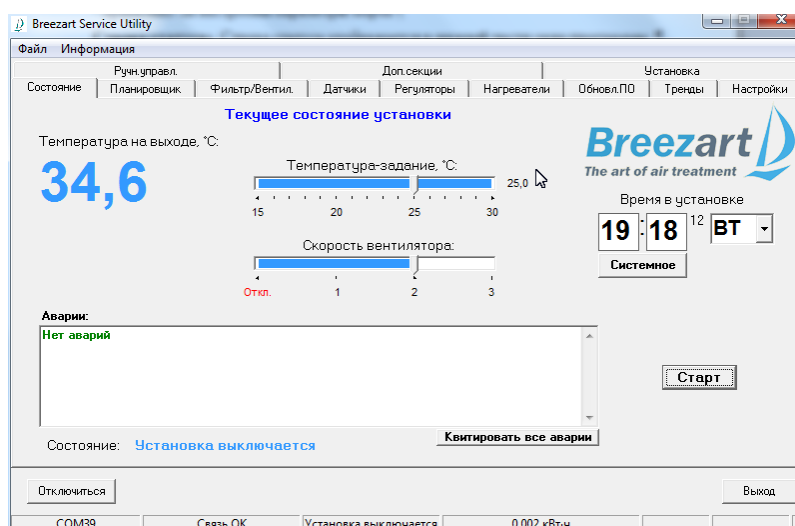 Breezart Service Utility
Файл Информация
Ручн.управл. Доп.секции Установка
Состояние Планировщик Фильтр/Вентил. Датчики Регуляторы Нагреватели Обновл.ПО Тренды Настройки
Текущее состояние установки
Температура на выходе, °C:
34,6
Температура-задание, °C:
25,0
15 20 25 30
Скорость вентилятора:
Откл. 1 2 3
Breezart
The art of air treatment
Время в установке
19 : 18 12 ВТ
Системное
Аварии:
Нет аварий
Старт
Квитировать все аварии
Состояние: Установка выключается
Отключиться
Выход
COM39 Связь OK Установка выключается 0.002 кВт·ч